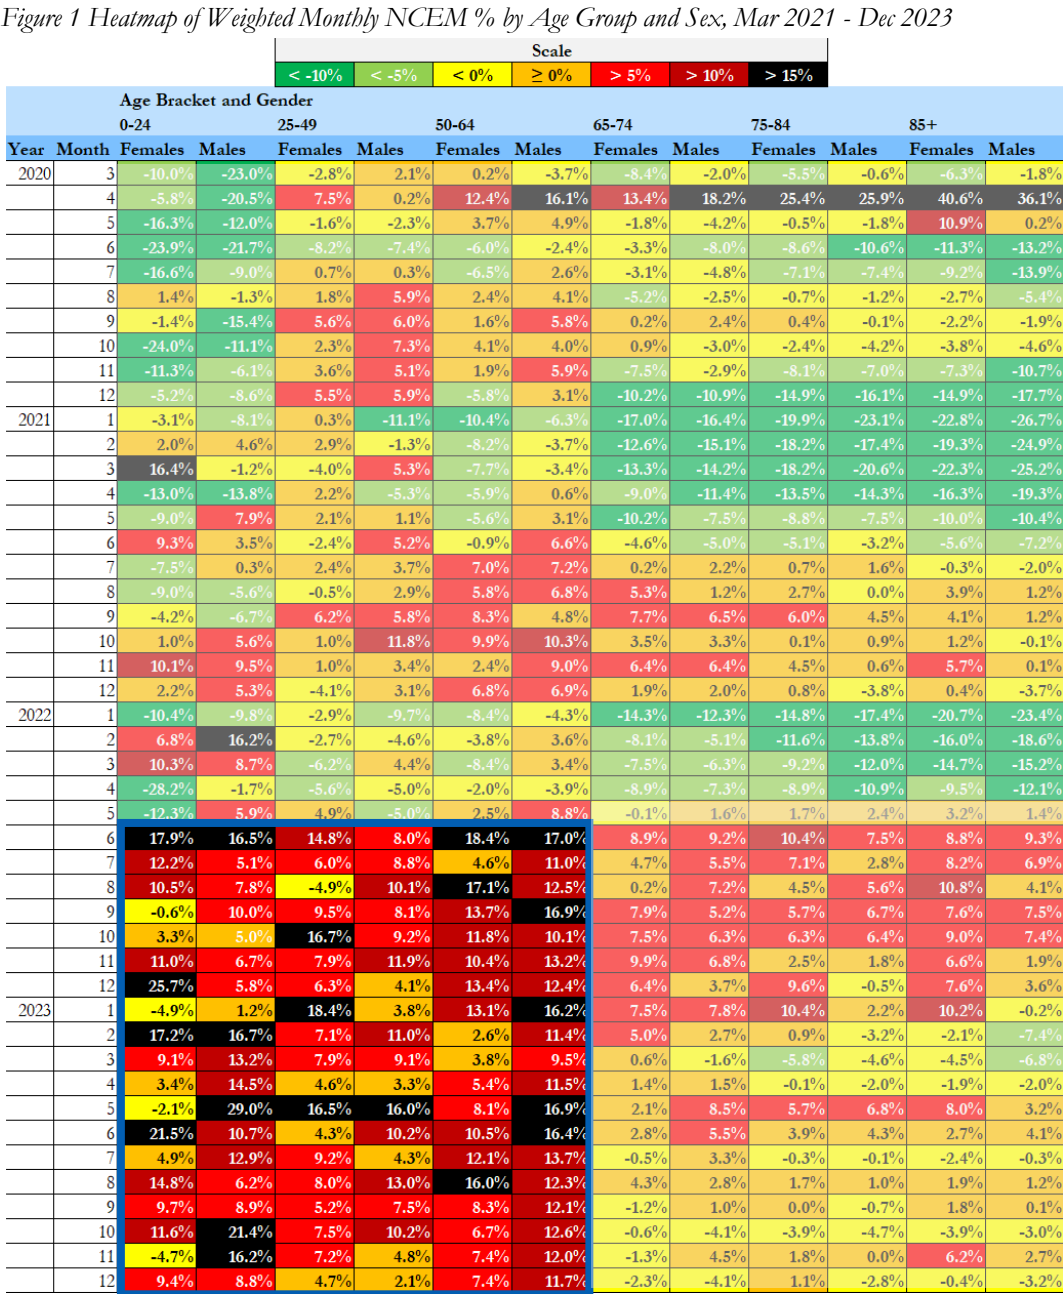 Figure 1 Heatmap of Weighted Monthly NCEM % by Age Group and Sex, Mar 2021 - Dec 2023
Scale
< -10% < -5% < 0% ≥ 0% > 5% > 10% > 15%
Age Bracket and Gender
0-24 25-49 50-64 65-74 75-84 85+
Year Month Females Males Females Males Females Males Females Males Females Males Females Males
2020 3 -10.0% -23.0% -2.8% 2.1% 0.2% -3.7% -8.4% -2.0% -5.5% -0.6% -6.3% -1.8%
4 -5.8% -20.5% 7.5% 0.2% 12.4% 16.1% 13.4% 18.2% 25.4% 25.9% 40.6% 36.1%
5 -16.3% -12.0% -1.6% -2.3% 3.7% 4.9% -1.8% -4.2% -0.5% -1.8% 10.9% 0.2%
6 -23.9% -21.7% -8.2% -7.4% -6.0% -2.4% -3.3% -8.0% -8.6% -10.6% -11.3% -13.2%
7 -16.6% -9.0% 0.7% 0.3% -6.5% 2.6% -3.1% -4.8% -7.1% -7.4% -9.2% -13.9%
8 1.4% -1.3% 1.8% 5.9% 2.4% 4.1% -5.2% -2.5% -0.7% -1.2% -2.7% -5.4%
9 -1.4% -15.4% 5.6% 6.0% 1.6% 5.8% 0.2% 2.4% 0.4% -0.1% -2.2% -1.9%
10 -24.0% -11.1% 2.3% 7.3% 4.1% 4.0% 0.9% -3.0% -2.4% -4.2% -3.8% -4.6%
11 -11.3% -6.1% 3.6% 5.1% 1.9% 5.9% -7.5% -2.9% -8.1% -7.0% -7.3% -10.7%
12 -5.2% -8.6% 5.5% 5.9% -5.8% 3.1% -10.2% -10.9% -14.9% -16.1% -14.9% -17.7%
2021 1 -3.1% -8.1% 0.3% -11.1% -10.4% -6.3% -17.0% -16.4% -19.9% -23.1% -22.8% -26.7%
2 2.0% 4.6% 2.9% -1.3% -8.2% -3.7% -12.6% -15.1% -18.2% -17.4% -19.3% -24.9%
3 16.4% -1.2% -4.0% 5.3% -7.7% -3.4% -13.3% -14.2% -18.2% -20.6% -22.3% -25.2%
4 -13.0% -13.8% 2.2% -5.3% -5.9% 0.6% -9.0% -11.4% -13.5% -14.3% -16.3% -19.3%
5 -9.0% 7.9% 2.1% 1.1% -5.6% 3.1% -10.2% -7.5% -8.8% -7.5% -10.0% -10.4%
6 9.3% 3.5% -2.4% 5.2% -0.9% 6.6% -4.6% -5.0% -5.1% -3.2% -5.6% -7.2%
7 -7.5% 0.3% 2.4% 3.7% 7.0% 7.2% 0.2% 2.2% 0.7% 1.6% -0.3% -2.0%
8 -9.0% -5.6% -0.5% 2.9% 5.8% 6.8% 5.3% 1.2% 2.7% 0.0% 3.9% 1.2%
9 -4.2% -6.7% 6.2% 5.8% 8.3% 4.8% 7.7% 6.5% 6.0% 4.5% 4.1% 1.2%
10 1.0% 5.6% 1.0% 11.8% 9.9% 10.3% 3.5% 3.3% 0.1% 0.9% 1.2% -0.1%
11 10.1% 9.5% 1.0% 3.4% 2.4% 9.0% 6.4% 6.4% 4.5% 0.6% 5.7% 0.1%
12 2.2% 5.3% -4.1% 3.1% 6.8% 6.9% 1.9% 2.0% 0.8% -3.8% 0.4% -3.7%
2022 1 -10.4% -9.8% -2.9% -9.7% -8.4% -4.3% -14.3% -12.3% -14.8% -17.4% -20.7% -23.4%
2 6.8% 16.2% -2.7% -4.6% -3.8% 3.6% -8.1% -5.1% -11.6% -13.8% -16.0% -18.6%
3 10.3% 8.7% -6.2% 4.4% -8.4% 3.4% -7.5% -6.3% -9.2% -12.0% -14.7% -15.2%
4 -28.2% -1.7% -5.6% -5.0% -2.0% -3.9% -8.9% -7.3% -8.9% -10.9% -9.5% -12.1%
5 -12.3% 5.9% 4.9% -5.0% 2.5% 8.8% -0.1% 1.6% 1.7% 2.4% 3.2% 1.4%
6 17.9% 16.5% 14.8% 8.0% 18.4% 17.0% 8.9% 9.2% 10.4% 7.5% 8.8% 9.3%
7 12.2% 5.1% 6.0% 8.8% 4.6% 11.0% 4.7% 5.5% 7.1% 2.8% 8.2% 6.9%
8 10.5% 7.8% -4.9% 10.1% 17.1% 12.5% 0.2% 7.2% 4.5% 5.6% 10.8% 4.1%
9 -0.6% 10.0% 9.5% 8.1% 13.7% 16.9% 7.9% 5.2% 5.7% 6.7% 7.6% 7.5%
10 3.3% 5.0% 16.7% 9.2% 11.8% 10.1% 7.5% 6.3% 6.3% 6.4% 9.0% 7.4%
11 11.0% 6.7% 7.9% 11.9% 10.4% 13.2% 9.9% 6.8% 2.5% 1.8% 6.6% 1.9%
12 25.7% 5.8% 6.3% 4.1% 13.4% 12.4% 6.4% 3.7% 9.6% -0.5% 7.6% 3.6%
2023 1 -4.9% 1.2% 18.4% 3.8% 13.1% 16.2% 7.5% 7.8% 10.4% 2.2% 10.2% -0.2%
2 17.2% 16.7% 7.1% 11.0% 2.6% 11.4% 5.0% 2.7% 0.9% -3.2% -2.1% -7.4%
3 9.1% 13.2% 7.9% 9.1% 3.8% 9.5% 0.6% -1.6% -5.8% -4.6% -4.5% -6.8%
4 3.4% 14.5% 4.6% 3.3% 5.4% 11.5% 1.4% 1.5% -0.1% -2.0% -1.9% -2.0%
5 -2.1% 29.0% 16.5% 16.0% 8.1% 16.9% 2.1% 8.5% 5.7% 6.8% 8.0% 3.2%
6 21.5% 10.7% 4.3% 10.2% 10.5% 16.4% 2.8% 5.5% 3.9% 4.3% 2.7% 4.1%
7 4.9% 12.9% 9.2% 4.3% 12.1% 13.7% -0.5% 3.3% -0.3% -0.1% -2.4% -0.3%
8 14.8% 6.2% 8.0% 13.0% 16.0% 12.3% 4.3% 2.8% 1.7% 1.0% 1.9% 1.2%
9 9.7% 8.9% 5.2% 7.5% 8.3% 12.1% -1.2% 1.0% 0.0% -0.7% 1.8% 0.1%
10 11.6% 21.4% 7.5% 10.2% 6.7% 12.6% -0.6% -4.1% -3.9% -4.7% -3.9% -3.0%
11 -4.7% 16.2% 7.2% 4.8% 7.4% 12.0% -1.3% 4.5% 1.8% 0.0% 6.2% 2.7%
12 9.4% 8.8% 4.7% 2.1% 7.4% 11.7% -2.3% -4.1% 1.1% -2.8% -0.4% -3.2%